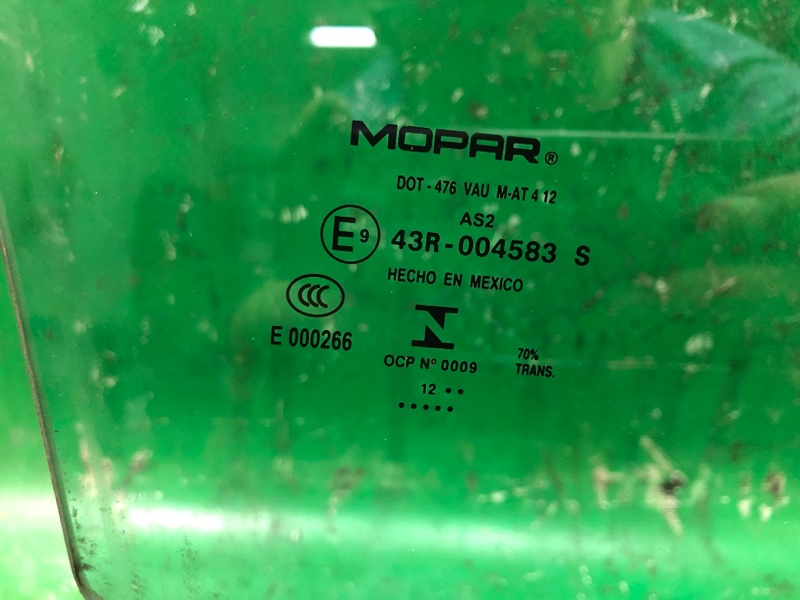 MOPAR®
DOT - 476 VAU M-AT 4 12
AS2
E9 43R - 004583 S
HECHO EN MEXICO
CCC
E 000266
N
OCP Nº 0009
70%
TRANS.
12 • •
• • • • •